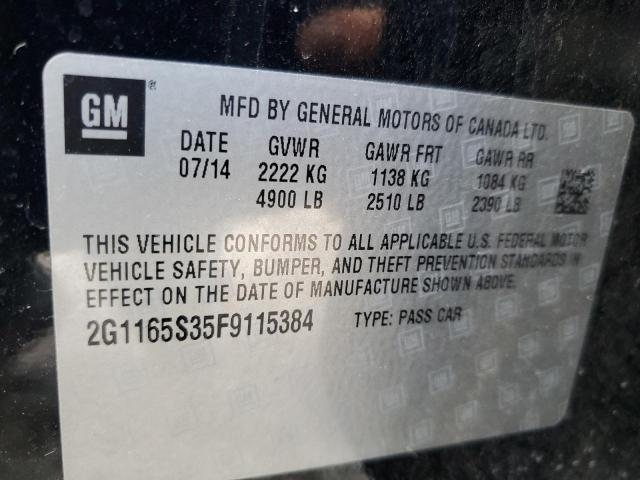 GM®
MFD BY GENERAL MOTORS OF CANADA LTD.
DATE GVWR GAWR FRT GAWR RR
07/14 2222 KG 1138 KG 1084 KG
4900 LB 2510 LB 2390 LB
THIS VEHICLE CONFORMS TO ALL APPLICABLE U.S. FEDERAL MOTOR
VEHICLE SAFETY, BUMPER, AND THEFT PREVENTION STANDARDS IN
EFFECT ON THE DATE OF MANUFACTURE SHOWN ABOVE.
2G1165S35F9115384 TYPE: PASS CAR